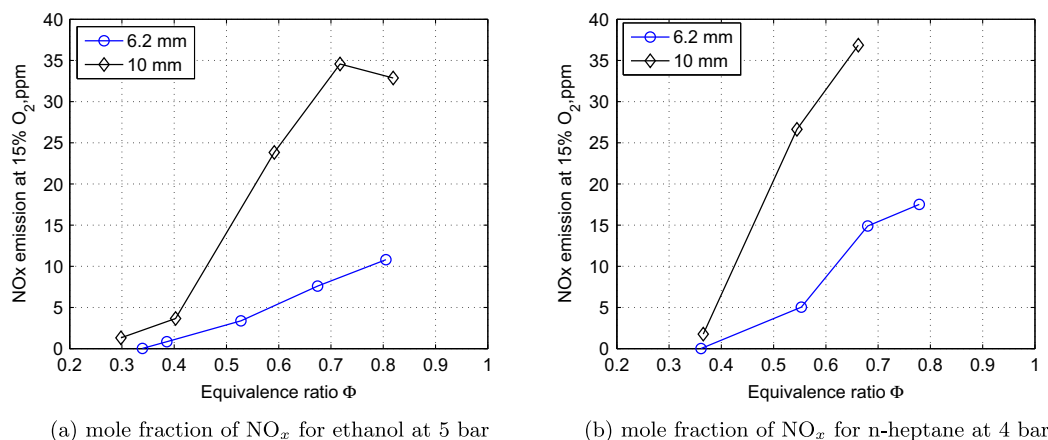 40
35
30
25
20
15
10
5
0
NOx emission at 15% O₂,ppm
6.2 mm
10 mm
0.2 0.3 0.4 0.5 0.6 0.7 0.8 0.9 1
Equivalence ratio Φ
(a) mole fraction of NOₓ for ethanol at 5 bar
40
35
30
25
20
15
10
5
0
NOx emission at 15% O₂,ppm
6.2 mm
10 mm
0.2 0.3 0.4 0.5 0.6 0.7 0.8 0.9 1
Equivalence ratio Φ
(b) mole fraction of NOₓ for n-heptane at 4 bar